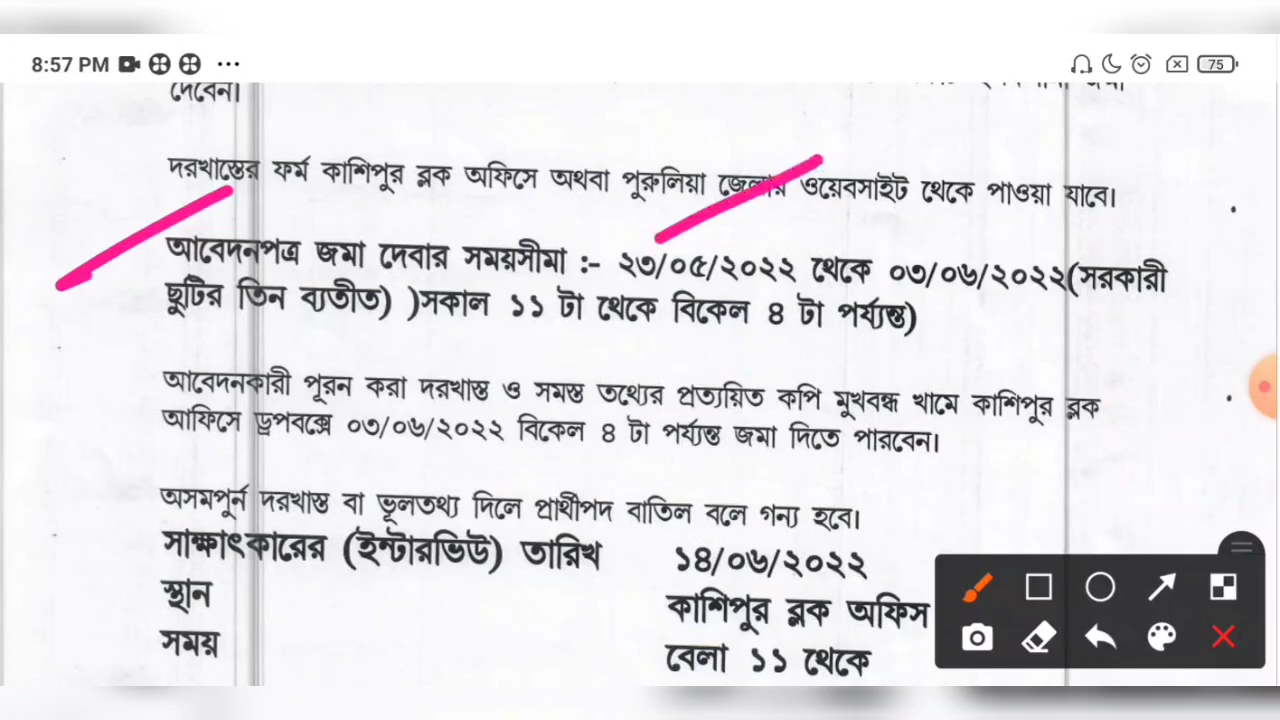 8:57 PM ... 75
দেবেন।
দরখাস্তের ফর্ম কাশিপুর ব্লক অফিসে অথবা পুরুলিয়া জেলার ওয়েবসাইট থেকে পাওয়া যাবে।
আবেদনপত্র জমা দেবার সময়সীমা :- ২৩/০৫/২০২২ থেকে ০৩/০৬/২০২২(সরকারী
ছুটির তিন ব্যতীত) )সকাল ১১ টা থেকে বিকেল ৪ টা পর্য্যন্ত)
আবেদনকারী পূরন করা দরখাস্ত ও সমস্ত তথ্যের প্রত্যয়িত কপি মুখবন্ধ খামে কাশিপুর ব্লক
আফিসে ড্রপবক্সে ০৩/০৬/২০২২ বিকেল ৪ টা পর্য্যন্ত জমা দিতে পারবেন।
অসমপুর্ন দরখাস্ত বা ভূলতথ্য দিলে প্রার্থীপদ বাতিল বলে গন্য হবে।
সাক্ষাৎকারের (ইন্টারভিউ) তারিখ ১৪/০৬/২০২২
স্থান কাশিপুর ব্লক অফিস
সময় বেলা ১১ থেকে